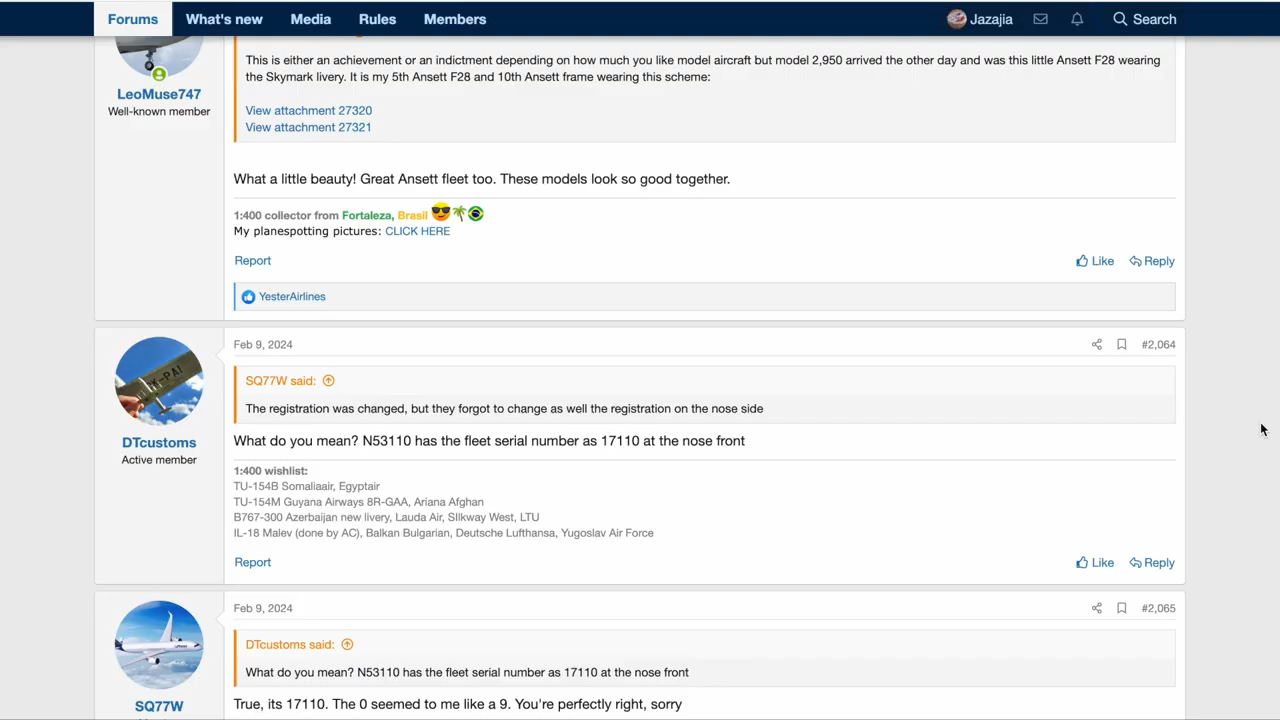 Forums What's new Media Rules Members Jazajia Search
This is either an achievement or an indictment depending on how much you like model aircraft but model 2,950 arrived the other day and was this little Ansett F28 wearing
the Skymark livery. It is my 5th Ansett F28 and 10th Ansett frame wearing this scheme:
LeoMuse747
Well-known member
View attachment 27320
View attachment 27321
What a little beauty! Great Ansett fleet too. These models look so good together.
1:400 collector from Fortaleza, Brasil
My planespotting pictures: CLICK HERE
Report Like Reply
YesterAirlines
Feb 9, 2024 #2,064
DTcustoms
Active member
SQ77W said:
The registration was changed, but they forgot to change as well the registration on the nose side
What do you mean? N53110 has the fleet serial number as 17110 at the nose front
1:400 wishlist:
TU-154B Somaliaair, Egyptair
TU-154M Guyana Airways 8R-GAA, Ariana Afghan
B767-300 Azerbaijan new livery, Lauda Air, SIlkway West, LTU
IL-18 Malev (done by AC), Balkan Bulgarian, Deutsche Lufthansa, Yugoslav Air Force
Report Like Reply
Feb 9, 2024 #2,065
SQ77W
DTcustoms said:
What do you mean? N53110 has the fleet serial number as 17110 at the nose front
True, its 17110. The 0 seemed to me like a 9. You're perfectly right, sorry